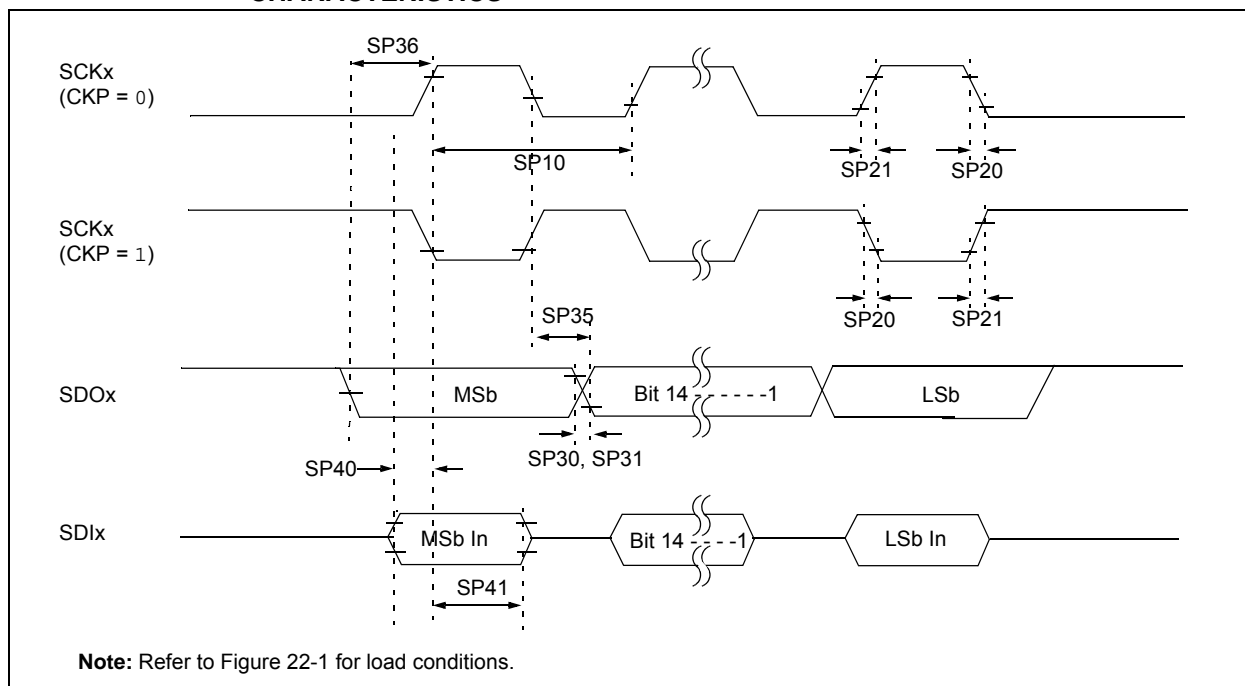 SP36
SCKx
(CKP = 0)
SP10
SP21
SP20
SCKx
(CKP = 1)
SP35
SP20
SP21
SDOx
MSb
Bit 14 - - - - - -1
LSb
SP30, SP31
SP40
SDIx
MSb In
Bit 14 - - - - -1
LSb In
SP41
Note: Refer to Figure 22-1 for load conditions.